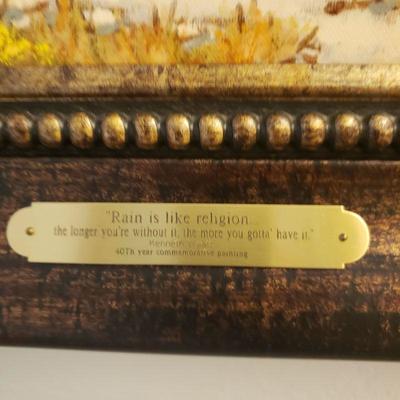 "Rain is like religion...
the longer you're without it, the more you gotta' have it."
Kenneth
40Th year commemorative painting